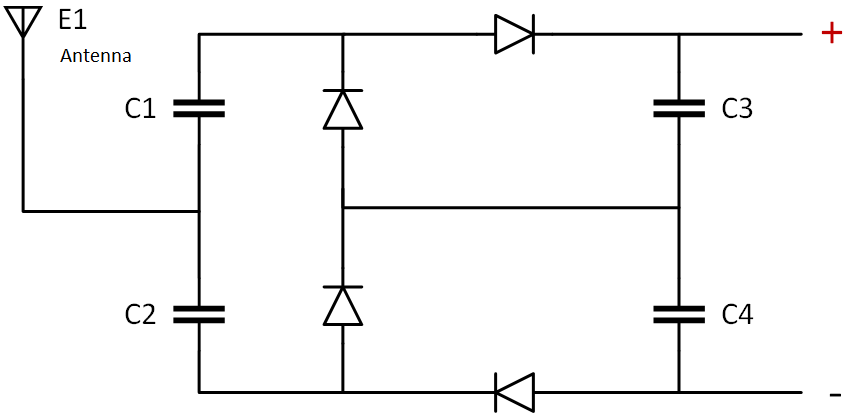 E1
Antenna
+
C1
C3
C2
C4
-